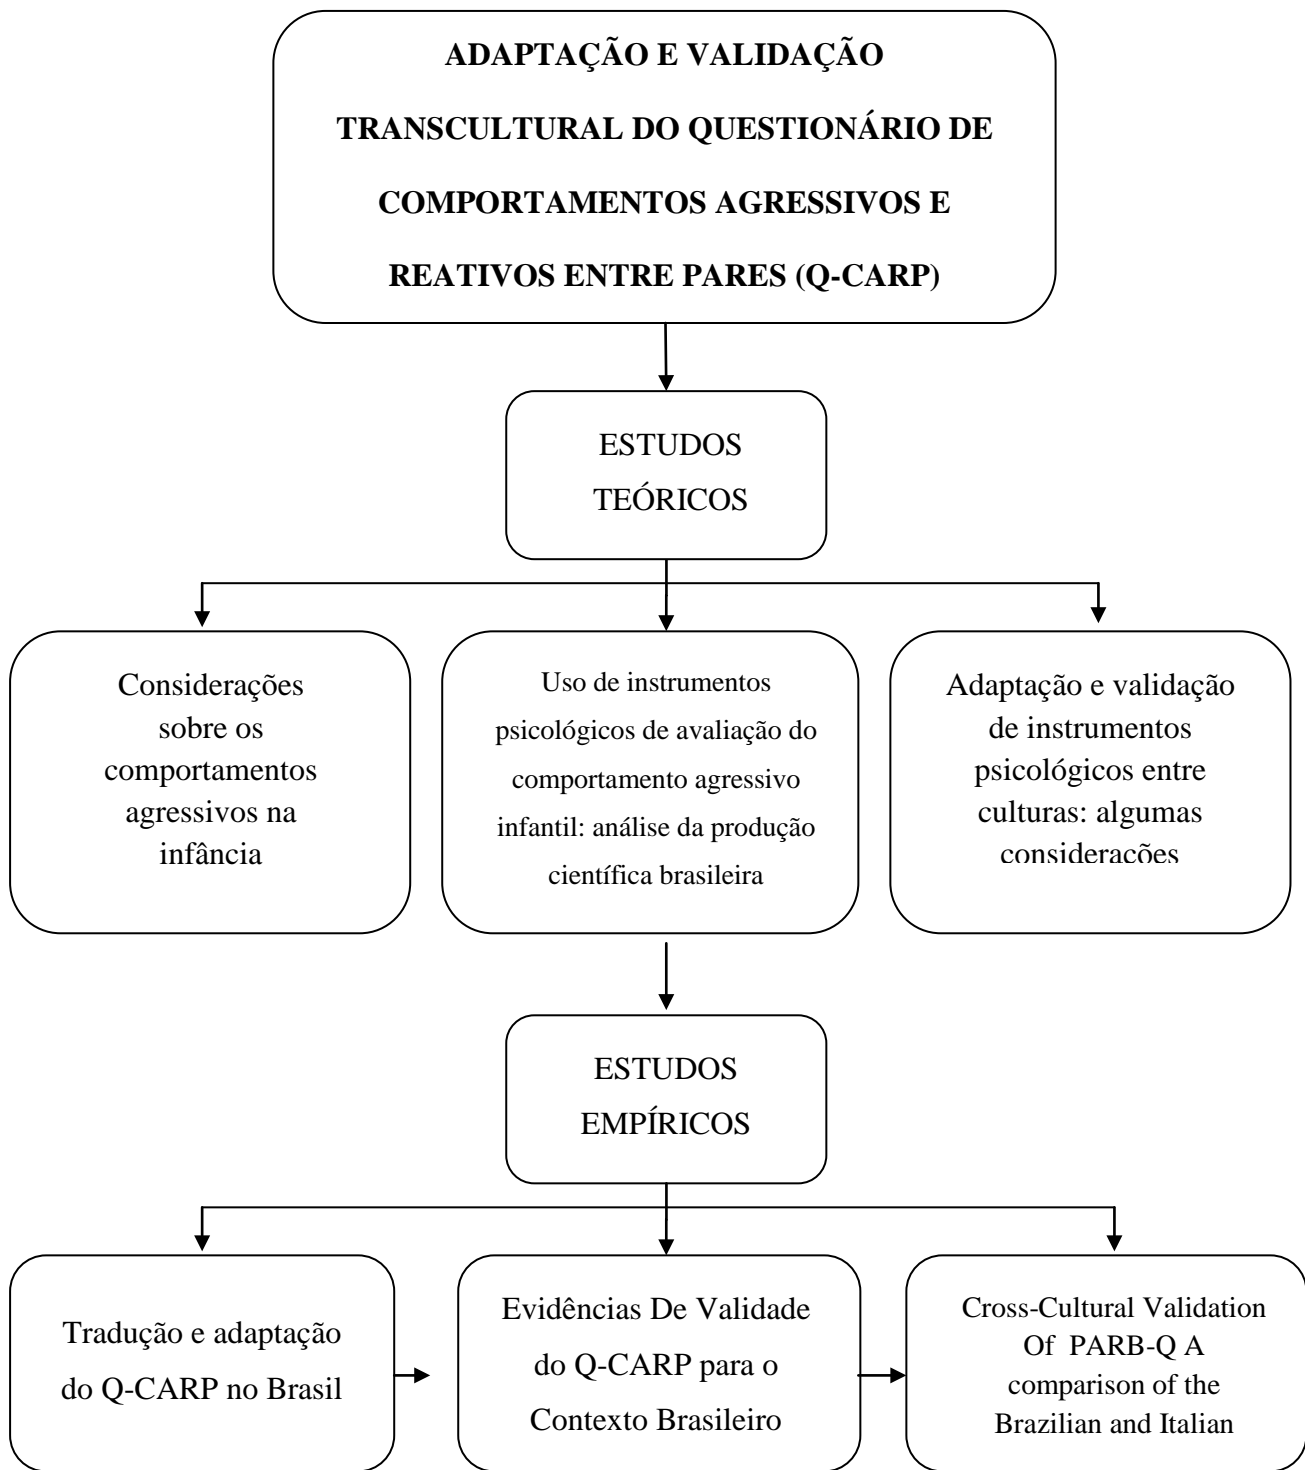 ADAPTAÇÃO E VALIDAÇÃO
TRANSCULTURAL DO QUESTIONÁRIO DE
COMPORTAMENTOS AGRESSIVOS E
REATIVOS ENTRE PARES (Q-CARP)
ESTUDOS
TEÓRICOS
Considerações
sobre os
comportamentos
agressivos na
infância
Uso de instrumentos
psicológicos de avaliação do
comportamento agressivo
infantil: análise da produção
científica brasileira
Adaptação e validação
de instrumentos
psicológicos entre
culturas: algumas
considerações
ESTUDOS
EMPÍRICOS
Tradução e adaptação
do Q-CARP no Brasil
Evidências De Validade
do Q-CARP para o
Contexto Brasileiro
Cross-Cultural Validation
Of PARB-Q A
comparison of the
Brazilian and Italian